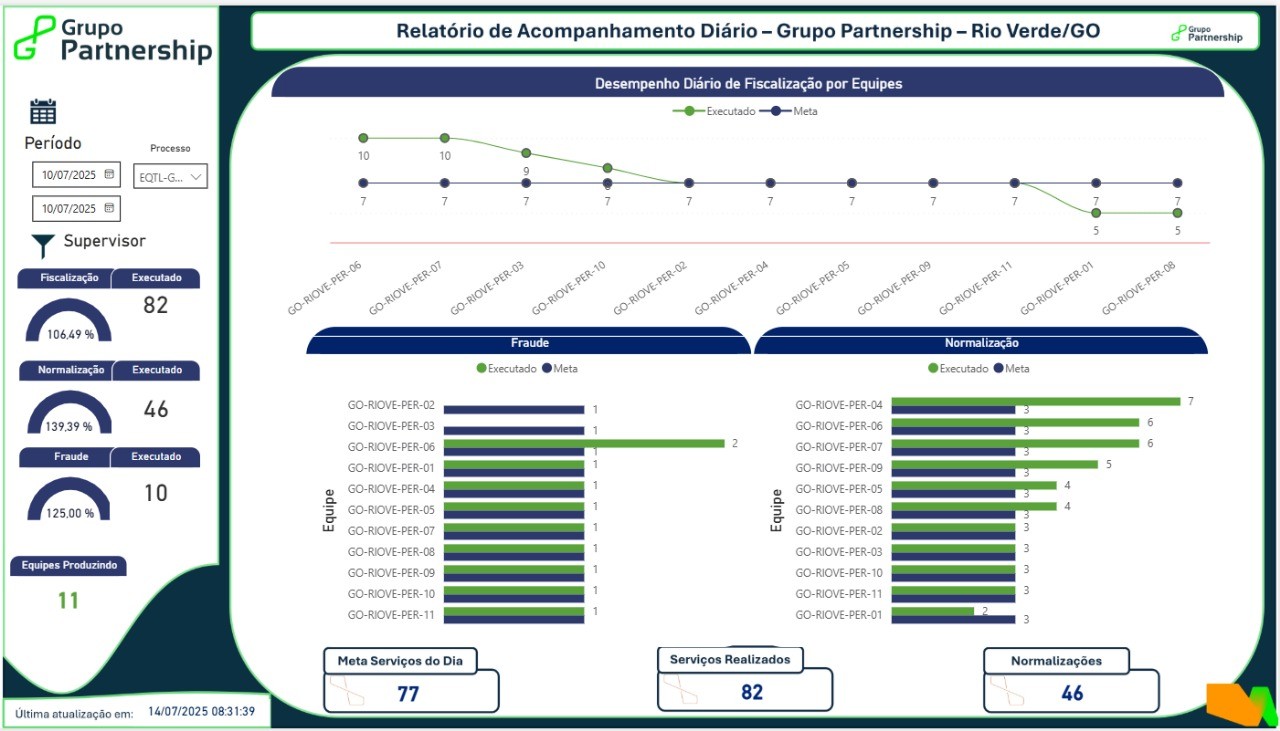 Grupo
Partnership
Relatório de Acompanhamento Diário – Grupo Partnership – Rio Verde/GO
Grupo
Partnership
Período
Processo
10/07/2025
EQTL-G...
10/07/2025
Supervisor
Fiscalização
Executado
82
106,49 %
Normalização
Executado
46
139,39 %
Fraude
Executado
10
125,00 %
Equipes Produzindo
11
Última atualização em:
14/07/2025 08:31:39
Desempenho Diário de Fiscalização por Equipes
Executado Meta
10 10 9 8
7 7 7 7 7 7 7 7 7 7 7
5 5
GO-RIOVE-PER-06
GO-RIOVE-PER-07
GO-RIOVE-PER-03
GO-RIOVE-PER-10
GO-RIOVE-PER-02
GO-RIOVE-PER-04
GO-RIOVE-PER-05
GO-RIOVE-PER-09
GO-RIOVE-PER-11
GO-RIOVE-PER-01
GO-RIOVE-PER-08
Fraude
Executado Meta
Equipe
GO-RIOVE-PER-02 1
GO-RIOVE-PER-03 1
GO-RIOVE-PER-06 2 1
GO-RIOVE-PER-01 1
GO-RIOVE-PER-04 1
GO-RIOVE-PER-05 1
GO-RIOVE-PER-07 1
GO-RIOVE-PER-08 1
GO-RIOVE-PER-09 1
GO-RIOVE-PER-10 1
GO-RIOVE-PER-11 1
Normalização
Executado Meta
Equipe
GO-RIOVE-PER-04 7 3
GO-RIOVE-PER-06 6 3
GO-RIOVE-PER-07 6 3
GO-RIOVE-PER-09 5 3
GO-RIOVE-PER-05 4 3
GO-RIOVE-PER-08 4 3
GO-RIOVE-PER-02 3
GO-RIOVE-PER-03 3
GO-RIOVE-PER-10 3
GO-RIOVE-PER-11 3
GO-RIOVE-PER-01 2 3
Meta Serviços do Dia
77
Serviços Realizados
82
Normalizações
46